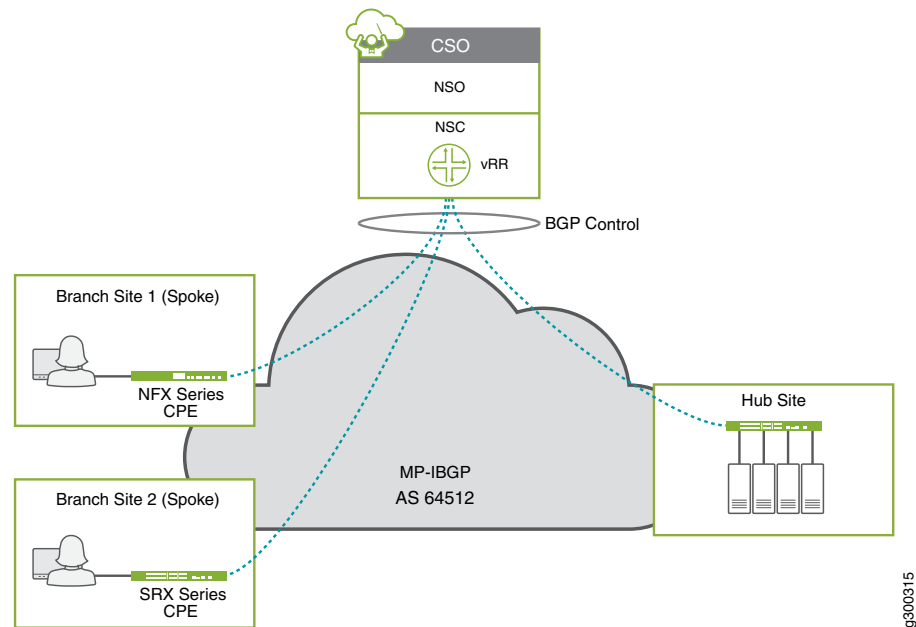 CSO
NSO
NSC
vRR
BGP Control
Branch Site 1 (Spoke)
NFX Series
CPE
Hub Site
MP-IBGP
AS 64512
Branch Site 2 (Spoke)
SRX Series
CPE
g300315